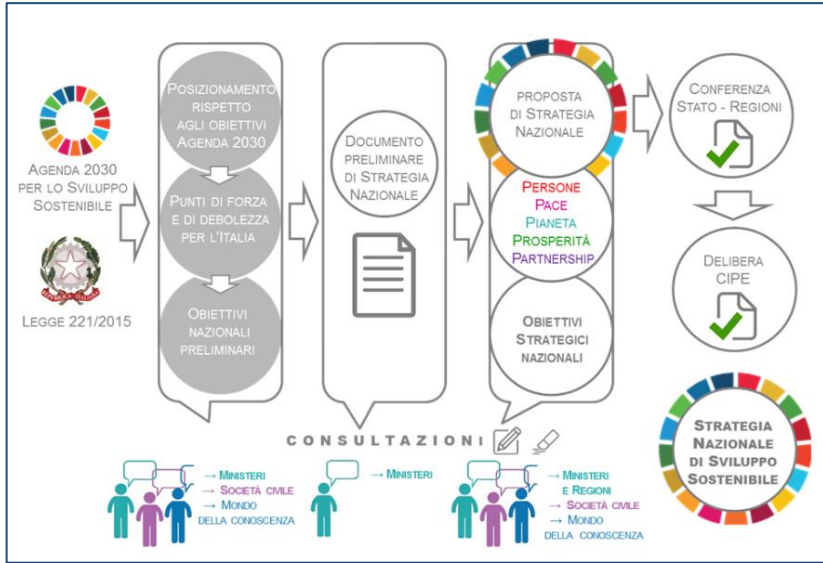 AGENDA 2030
PER LO SVILUPPO
SOSTENIBILE
REPVBBLICA ITALIANA
LEGGE 221/2015
POSIZIONAMENTO
RISPETTO
AGLI OBIETTIVI
AGENDA 2030
PUNTI DI FORZA
E DI DEBOLEZZA
PER L'ITALIA
OBIETTIVI
NAZIONALI
PRELIMINARI
DOCUMENTO
PRELIMINARE
DI STRATEGIA
NAZIONALE
PROPOSTA
DI STRATEGIA
NAZIONALE
PERSONE
PACE
PIANETA
PROSPERITÀ
PARTNERSHIP
OBIETTIVI
STRATEGICI
NAZIONALI
CONFERENZA
STATO - REGIONI
DELIBERA
CIPE
STRATEGIA
NAZIONALE
DI SVILUPPO
SOSTENIBILE
CONSULTAZIONI
→ MINISTERI
→ SOCIETÀ CIVILE
→ MONDO
DELLA CONOSCENZA
→ MINISTERI
→ MINISTERI
E REGIONI
→ SOCIETÀ CIVILE
→ MONDO
DELLA CONOSCENZA